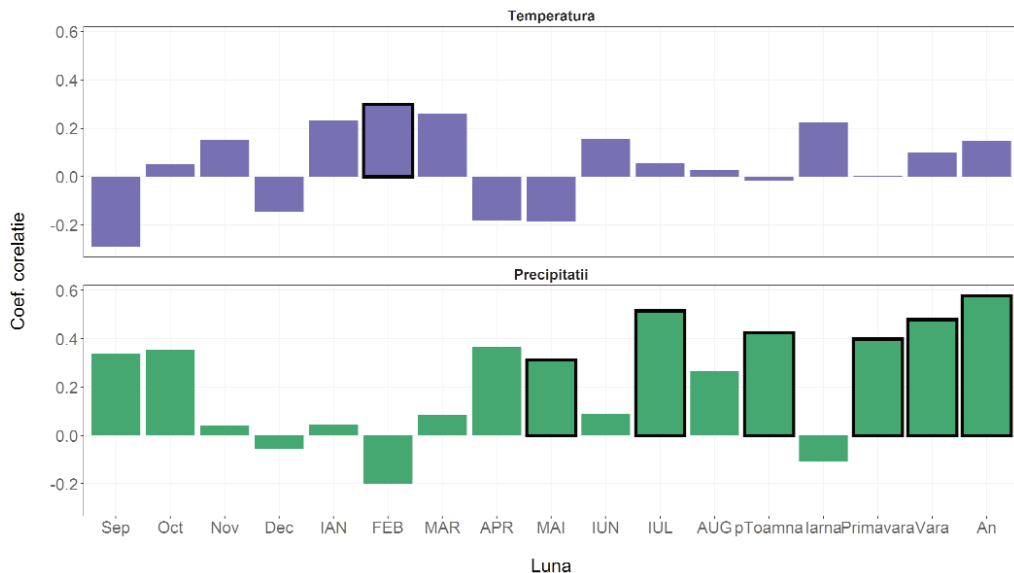 Temperatura
0.6
0.4
0.2
0.0
-0.2
Coef. corelatie
Precipitatii
0.6
0.4
0.2
0.0
-0.2
Sep Oct Nov Dec IAN FEB MAR APR MAI IUN IUL AUG pToamna Iarna Primavara Vara An
Luna